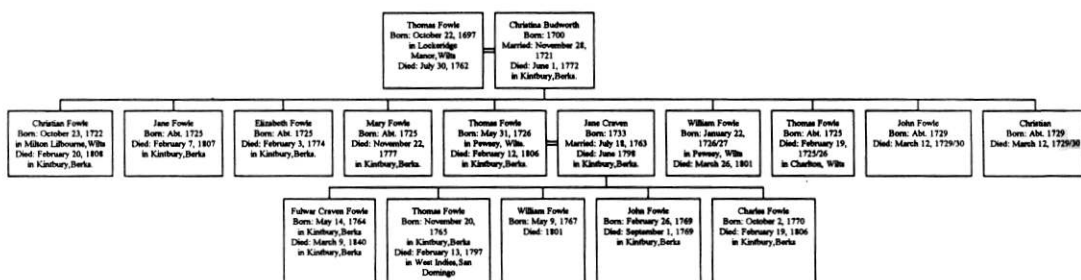 Thomas Fowle
Born: October 22, 1697
in Lockeridge
Manor,Wilts
Died: July 30, 1762
Christina Budworth
Born: 1700
Married: November 28,
1721
Died: June 1, 1772
in Kintbury,Berks.
Christian Fowle
Born: October 23, 1722
in Milton Lilbourne,Wilts
Died: February 20, 1808
in Kintbury,Berks.
Jane Fowle
Born: Abt. 1725
Died: February 7, 1807
in Kintbury,Berks
Elizabeth Fowle
Born: Abt. 1725
Died: February 3, 1774
in Kintbury,Berks.
Mary Fowle
Born: Abt. 1725
Died: November 22,
1777
in Kintbury,Berks.
Thomas Fowle
Born: May 31, 1726
in Pewsey, Wilts.
Died: February 12, 1806
in Kintbury,Berks.
Jane Craven
Born: 1733
Married: July 18, 1763
Died: June 1798
in Kintbury,Berks.
William Fowle
Born: January 22,
1726/27
in Pewsey, Wilts
Died: March 26, 1801
Thomas Fowle
Born: Abt. 1725
Died: February 19,
1725/26
in Charlton, Wilts
John Fowle
Born: Abt. 1729
Died: March 12, 1729/30
Christian
Born: Abt. 1729
Died: March 12, 1729/30
Fulwar Craven Fowle
Born: May 14, 1764
in Kintbury,Berks
Died: March 9, 1840
in Kintbury,Berks
Thomas Fowle
Born: November 20,
1765
in Kintbury,Berks
Died: February 13, 1797
in West Indies,San
Domingo
William Fowle
Born: May 9, 1767
Died: 1801
John Fowle
Born: February 26, 1769
Died: September 1, 1769
in Kintbury,Berks
Charles Fowle
Born: October 2, 1770
Died: February 19, 1806
in Kintbury,Berks